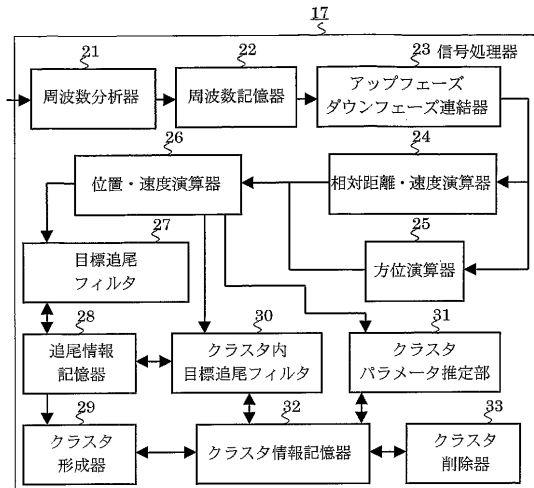 17
信号処理器
21
周波数分析器
22
周波数記憶器
23
アップフェーズ
ダウンフェーズ連結器
24
相対距離・速度演算器
25
方位演算器
26
位置・速度演算器
27
目標追尾
フィルタ
28
追尾情報
記憶器
30
クラスタ内
目標追尾フィルタ
31
クラスタ
パラメータ推定部
29
クラスタ
形成器
32
クラスタ情報記憶器
33
クラスタ
削除器